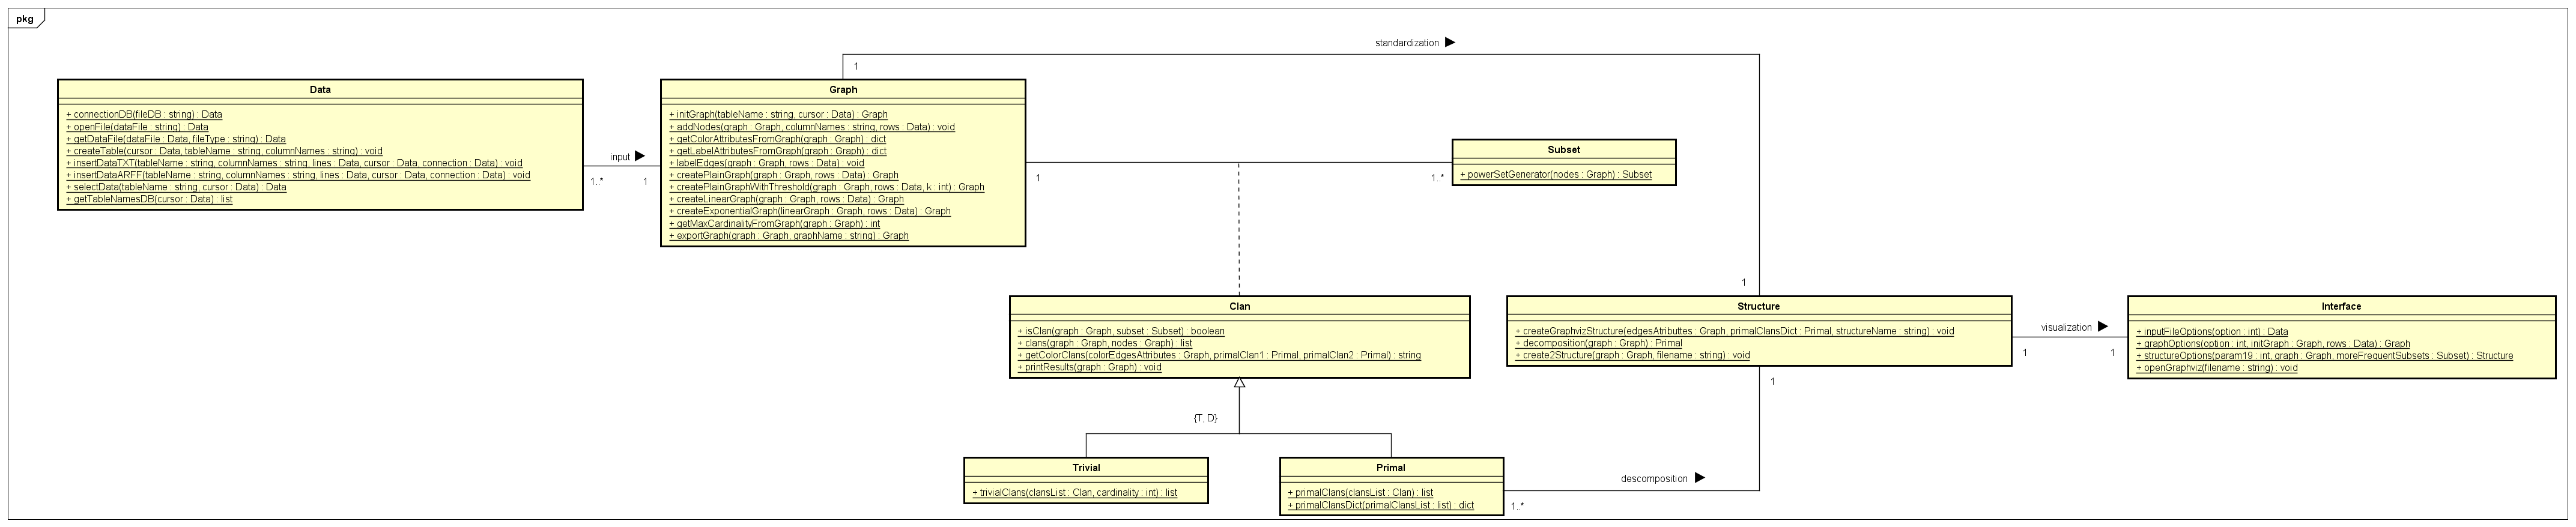 pkg
standardization
1
Data
+ connectionDB(fileDB : string) : Data
+ openFile(dataFile : string) : Data
+ getDataFile(dataFile : Data, fileType : string) : Data
+ createTable(cursor : Data, tableName : string, columnNames : string) : void
+ insertDataTXT(tableName : string, columnNames : string, lines : Data, cursor : Data, connection : Data) : void
+ insertDataARFF(tableName : string, columnNames : string, lines : Data, cursor : Data, connection : Data) : void
+ selectData(tableName : string, cursor : Data) : Data
+ getTableNamesDB(cursor : Data) : list
input
1..*
1
Graph
+ initGraph(tableName : string, cursor : Data) : Graph
+ addNodes(graph : Graph, columnNames : string, rows : Data) : void
+ getColorAttributesFromGraph(graph : Graph) : dict
+ getLabelAttributesFromGraph(graph : Graph) : dict
+ labelEdges(graph : Graph, rows : Data) : void
+ createPlainGraph(graph : Graph, rows : Data) : Graph
+ createPlainGraphWithThreshold(graph : Graph, rows : Data, k : int) : Graph
+ createLinearGraph(graph : Graph, rows : Data) : Graph
+ createExponentialGraph(linearGraph : Graph, rows : Data) : Graph
+ getMaxCardinalityFromGraph(graph : Graph) : int
+ exportGraph(graph : Graph, graphName : string) : Graph
1
1..*
Subset
+ powerSetGenerator(nodes : Graph) : Subset
1
Clan
+ isClan(graph : Graph, subset : Subset) : boolean
+ clans(graph : Graph, nodes : Graph) : list
+ getColorClans(colorEdgesAttributes : Graph, primalClan1 : Primal, primalClan2 : Primal) : string
+ printResults(graph : Graph) : void
Structure
+ createGraphvizStructure(edgesAtributtes : Graph, primalClansDict : Primal, structureName : string) : void
+ decomposition(graph : Graph) : Primal
+ create2Structure(graph : Graph, filename : string) : void
visualization
1
1
Interface
+ inputFileOptions(option : int) : Data
+ graphOptions(option : int, initGraph : Graph, rows : Data) : Graph
+ structureOptions(param19 : int, graph : Graph, moreFrequentSubsets : Subset) : Structure
+ openGraphviz(filename : string) : void
1
{T, D}
Trivial
+ trivialClans(clansList : Clan, cardinality : int) : list
Primal
+ primalClans(clansList : Clan) : list
+ primalClansDict(primalClansList : list) : dict
descomposition
1..*